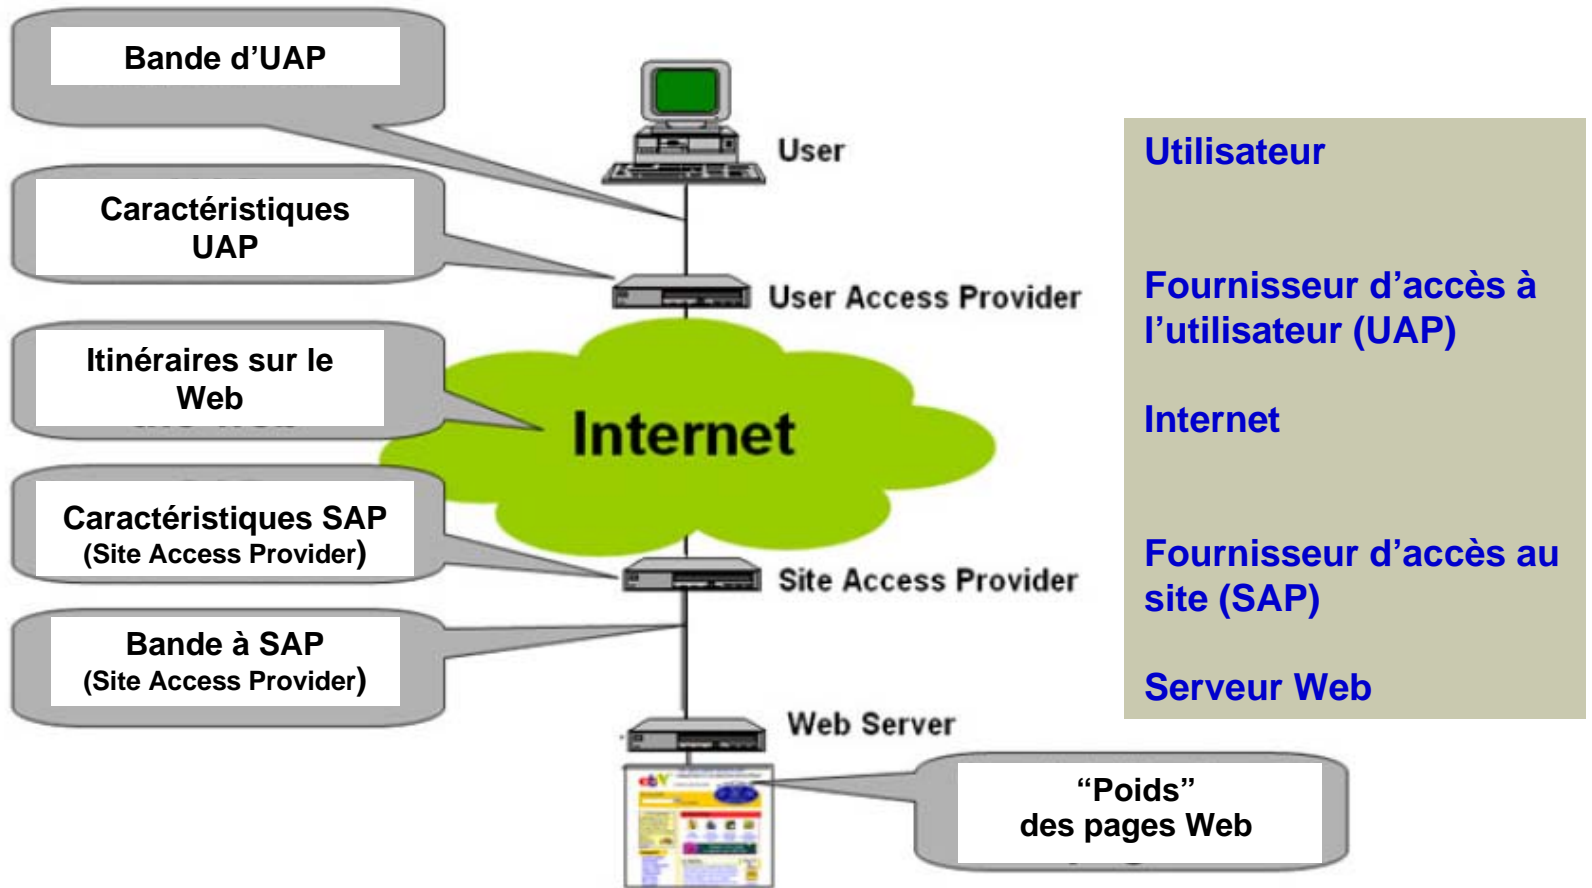 Bande d’UAP
User
Utilisateur
Caractéristiques
UAP
User Access Provider
Fournisseur d’accès à
l’utilisateur (UAP)
Itinéraires sur le
Web
Internet
Internet
Caractéristiques SAP
(Site Access Provider)
Site Access Provider
Fournisseur d’accès au
site (SAP)
Bande à SAP
(Site Access Provider)
Web Server
Serveur Web
“Poids”
des pages Web